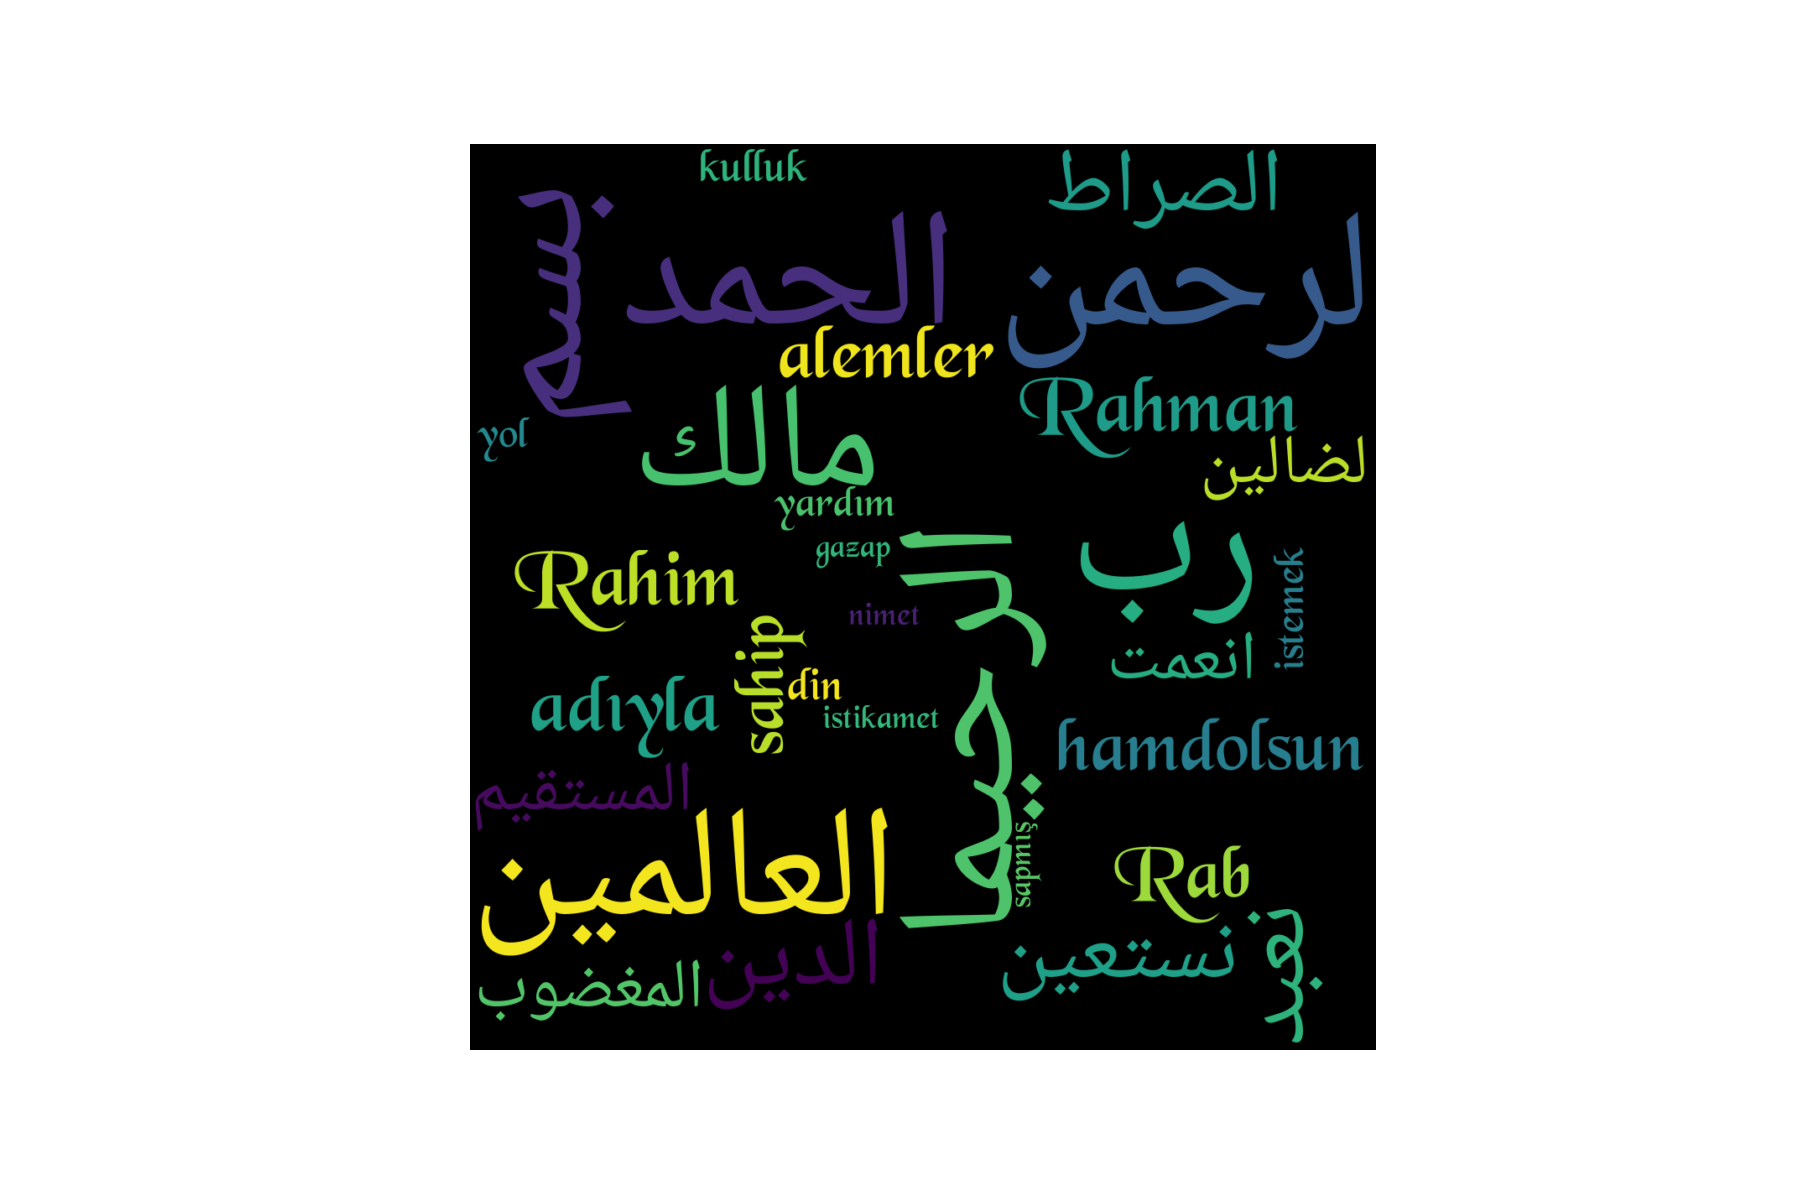 kulluk
الصراط
بسم
الحمد
لرحمن
alemler
Rahman
yol
مالك
لضالين
yardım
gazap
الرحيما
رب
Rahim
istemek
nimet
sahip
انعمت
din
adıyla
istikamet
hamdolsun
المستقيم
العالمين
sapmış
Rab
نعبد
الدين
نستعين
المغضوب